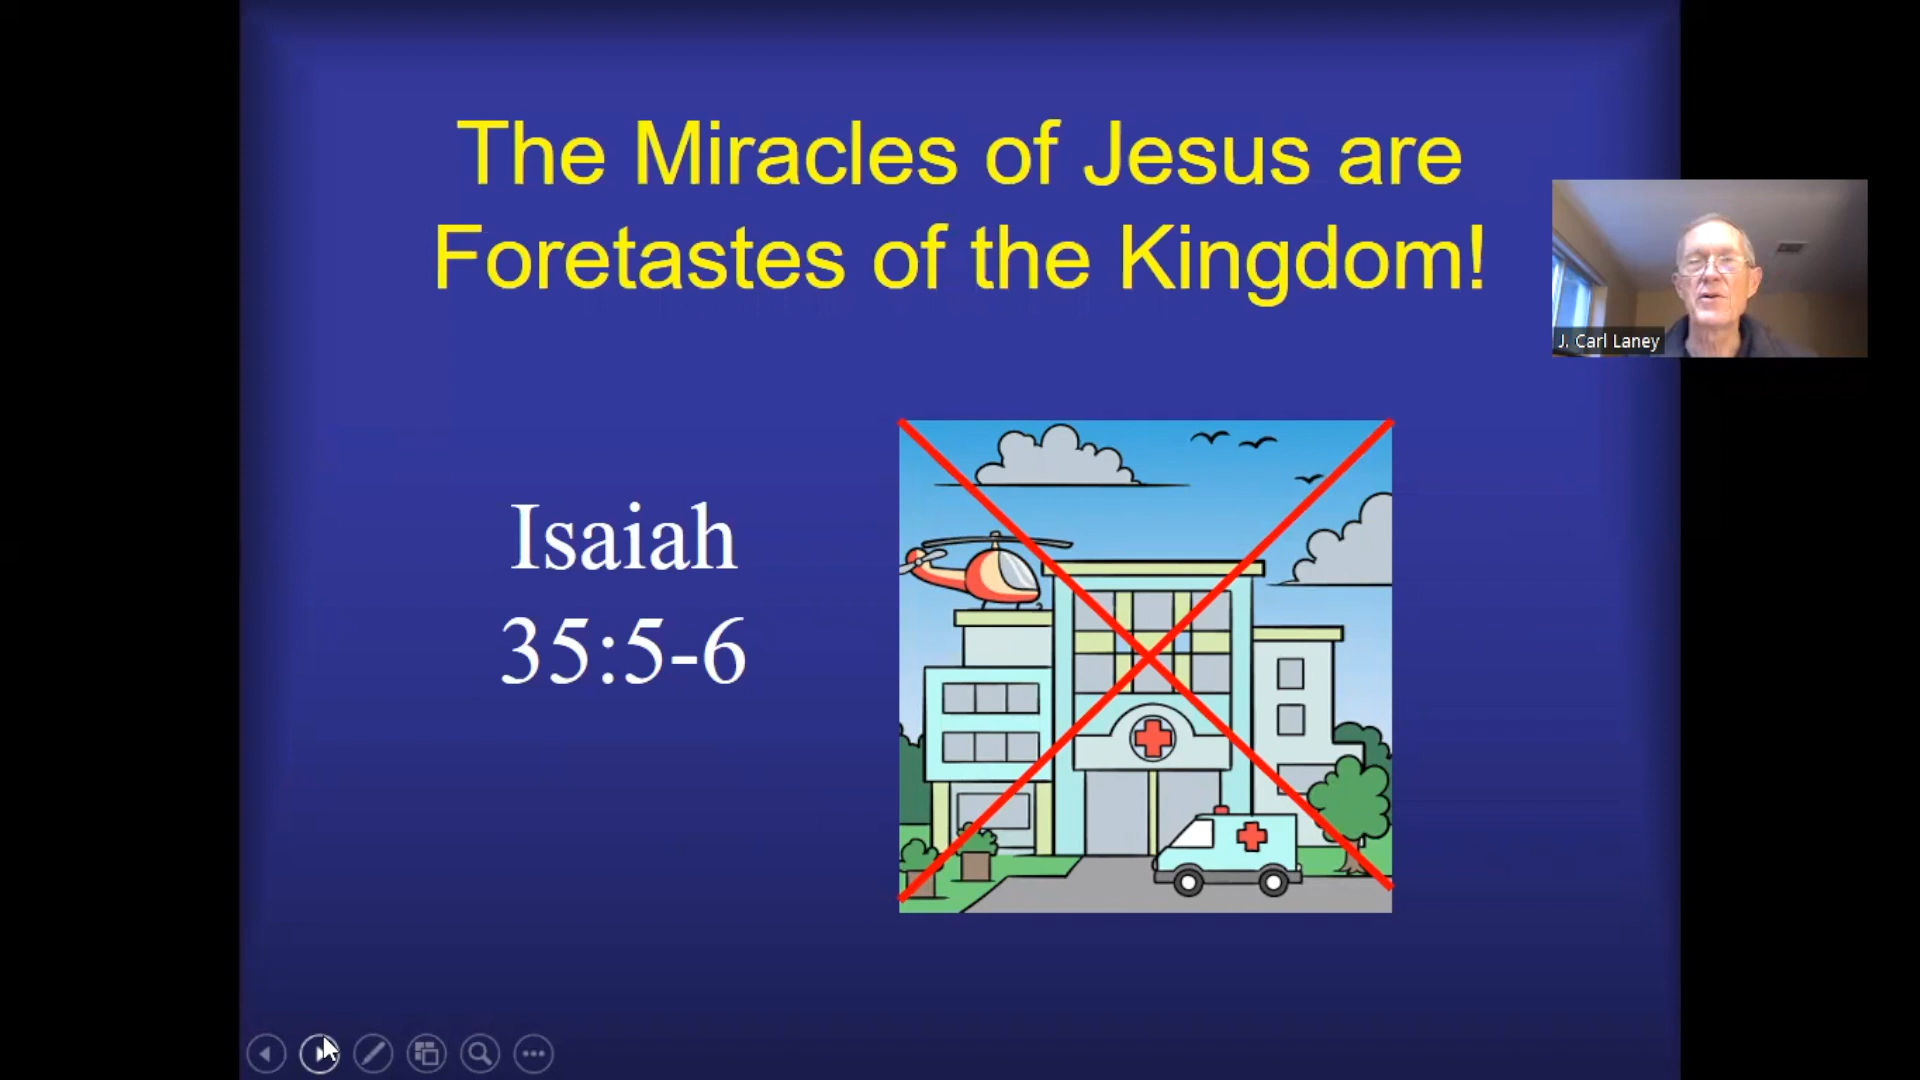 The Miracles of Jesus are
Foretastes of the Kingdom!
J. Carl Laney
Isaiah
35:5-6